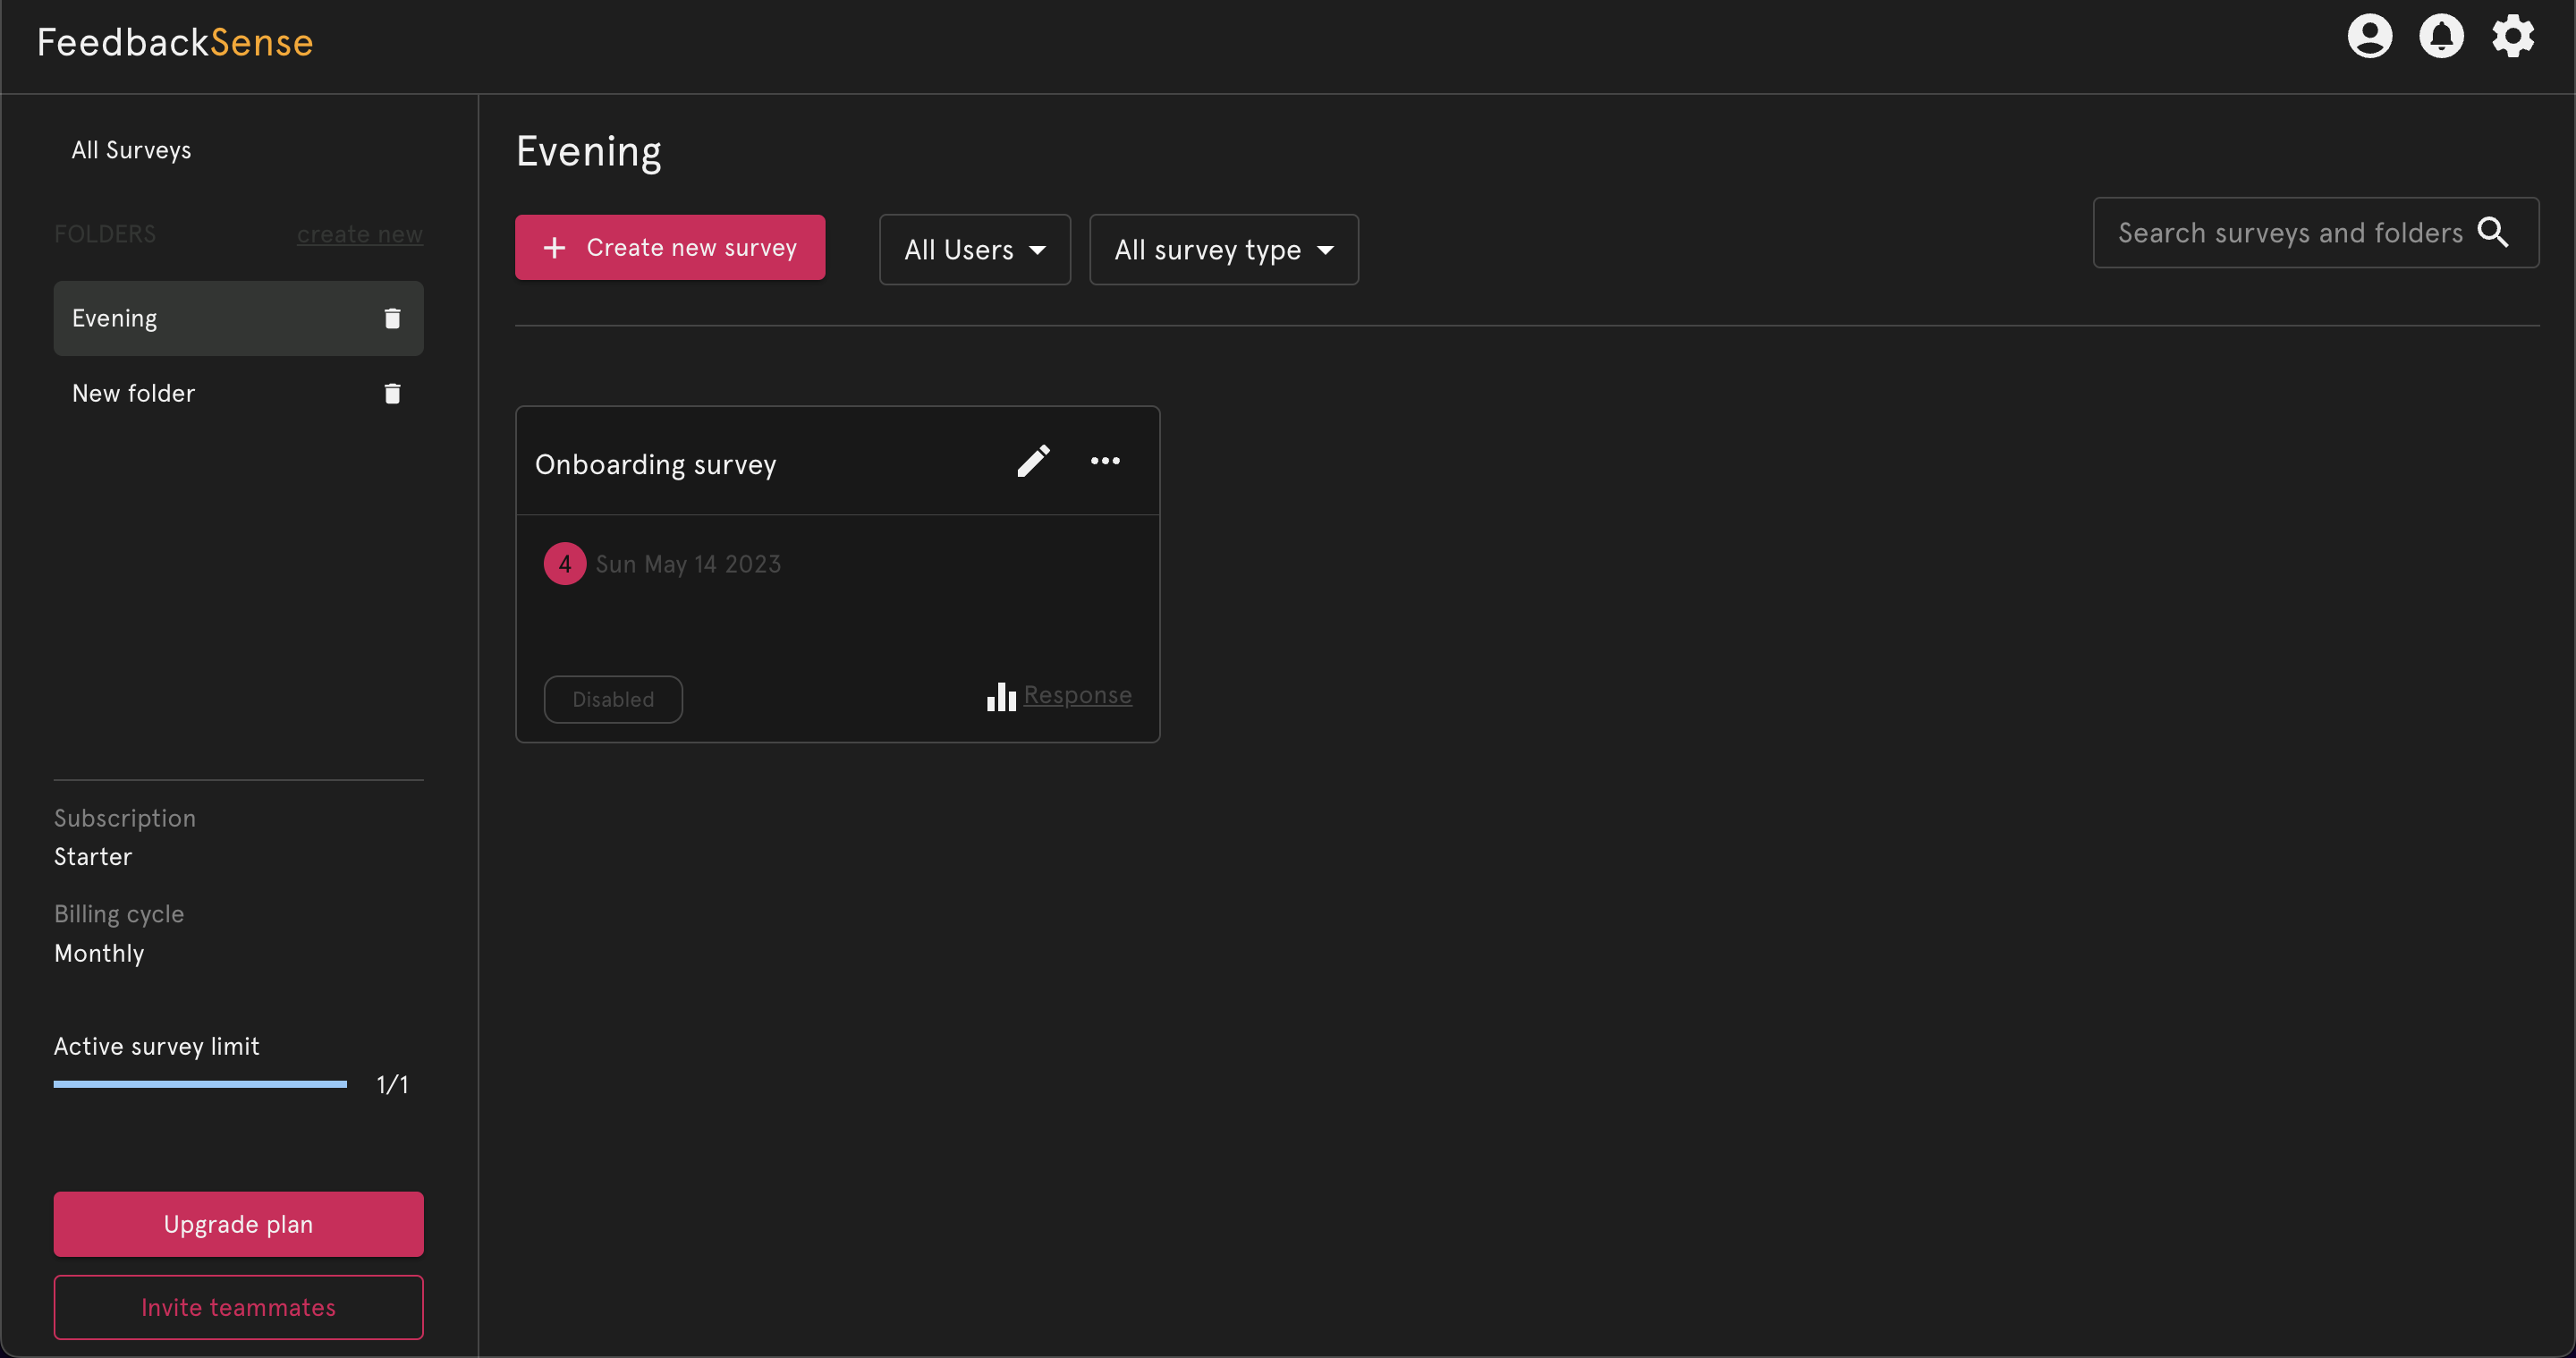 FeedbackSense
All Surveys
FOLDERS create new
Evening
New folder
Subscription
Starter
Billing cycle
Monthly
Active survey limit
1/1
Upgrade plan
Invite teammates
Evening
Create new survey
All Users
All survey type
Search surveys and folders
Onboarding survey
4 Sun May 14 2023
Disabled
Response